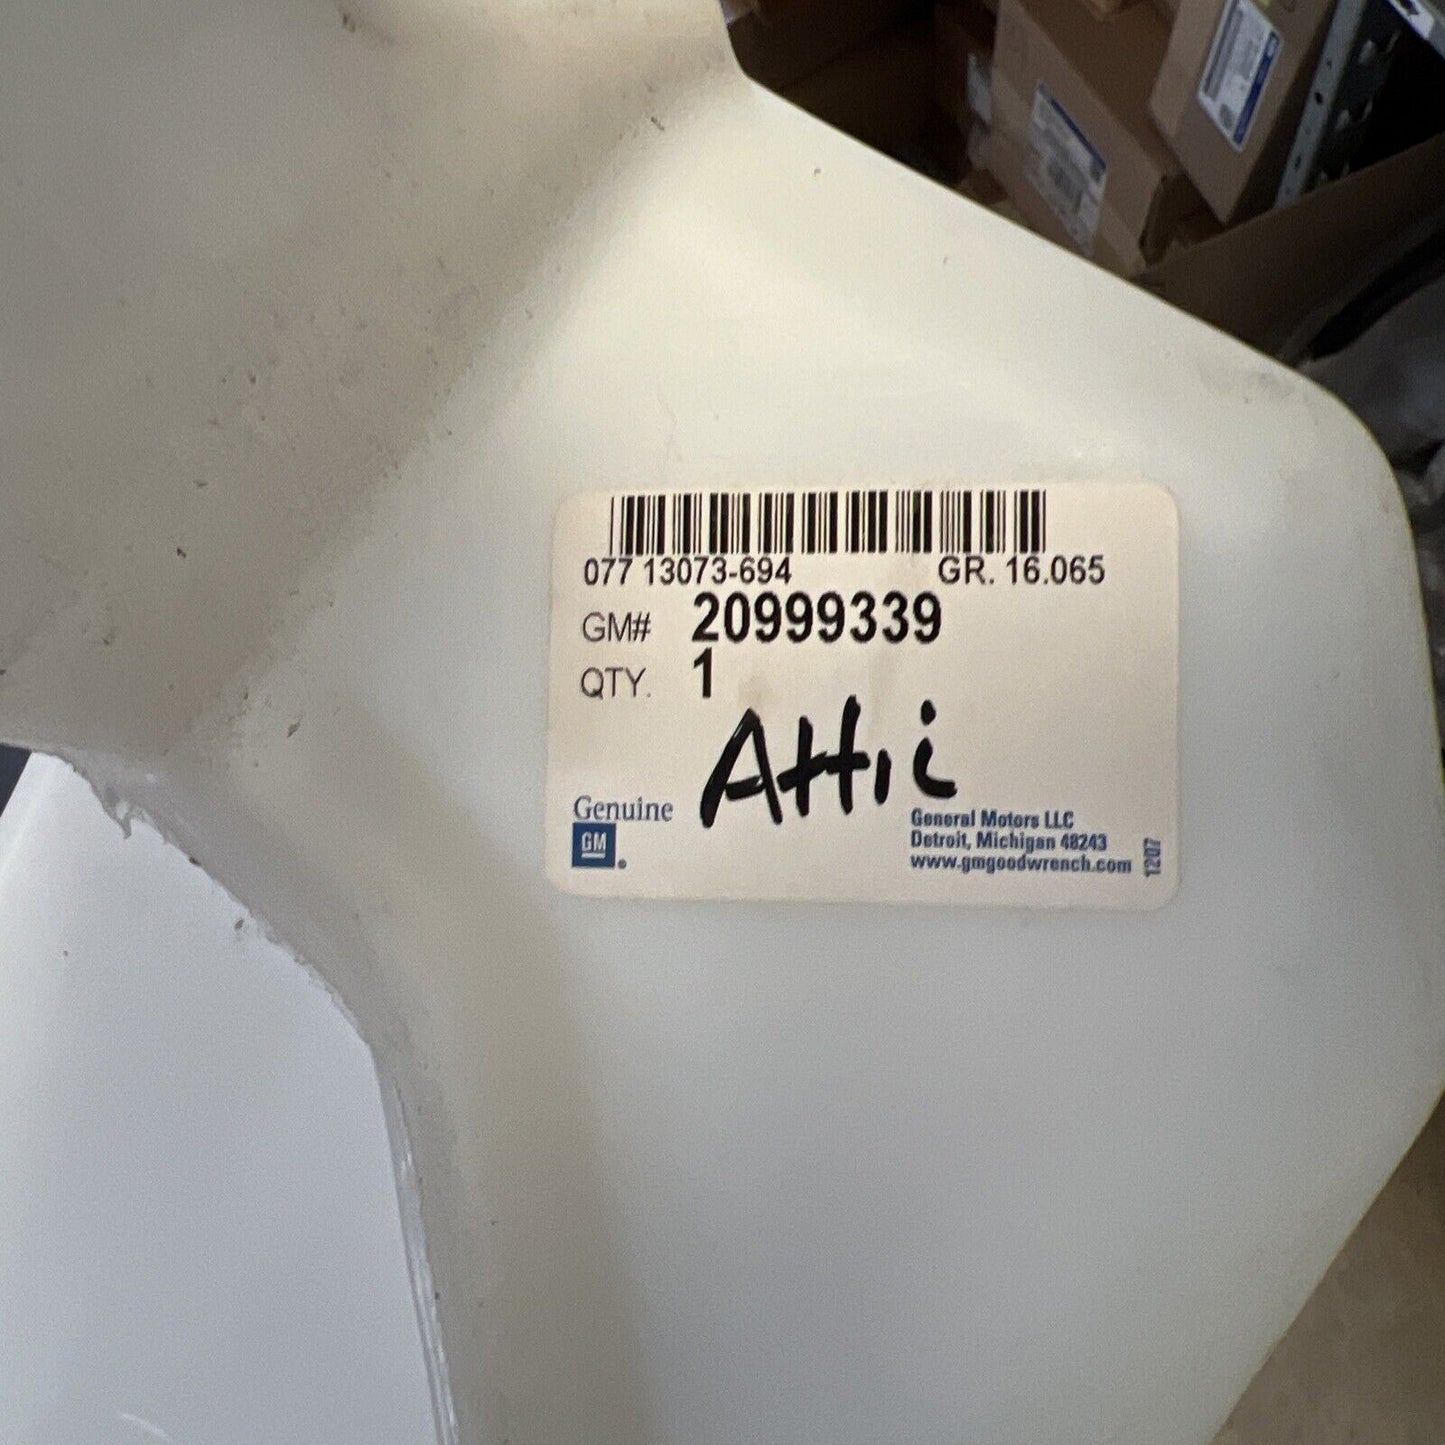 077 13073-694 GR. 16.065
GM# 20999339
QTY. 1
Attic
Genuine
GM
General Motors LLC
Detroit, Michigan 48243
www.gmgoodwrench.com
1207